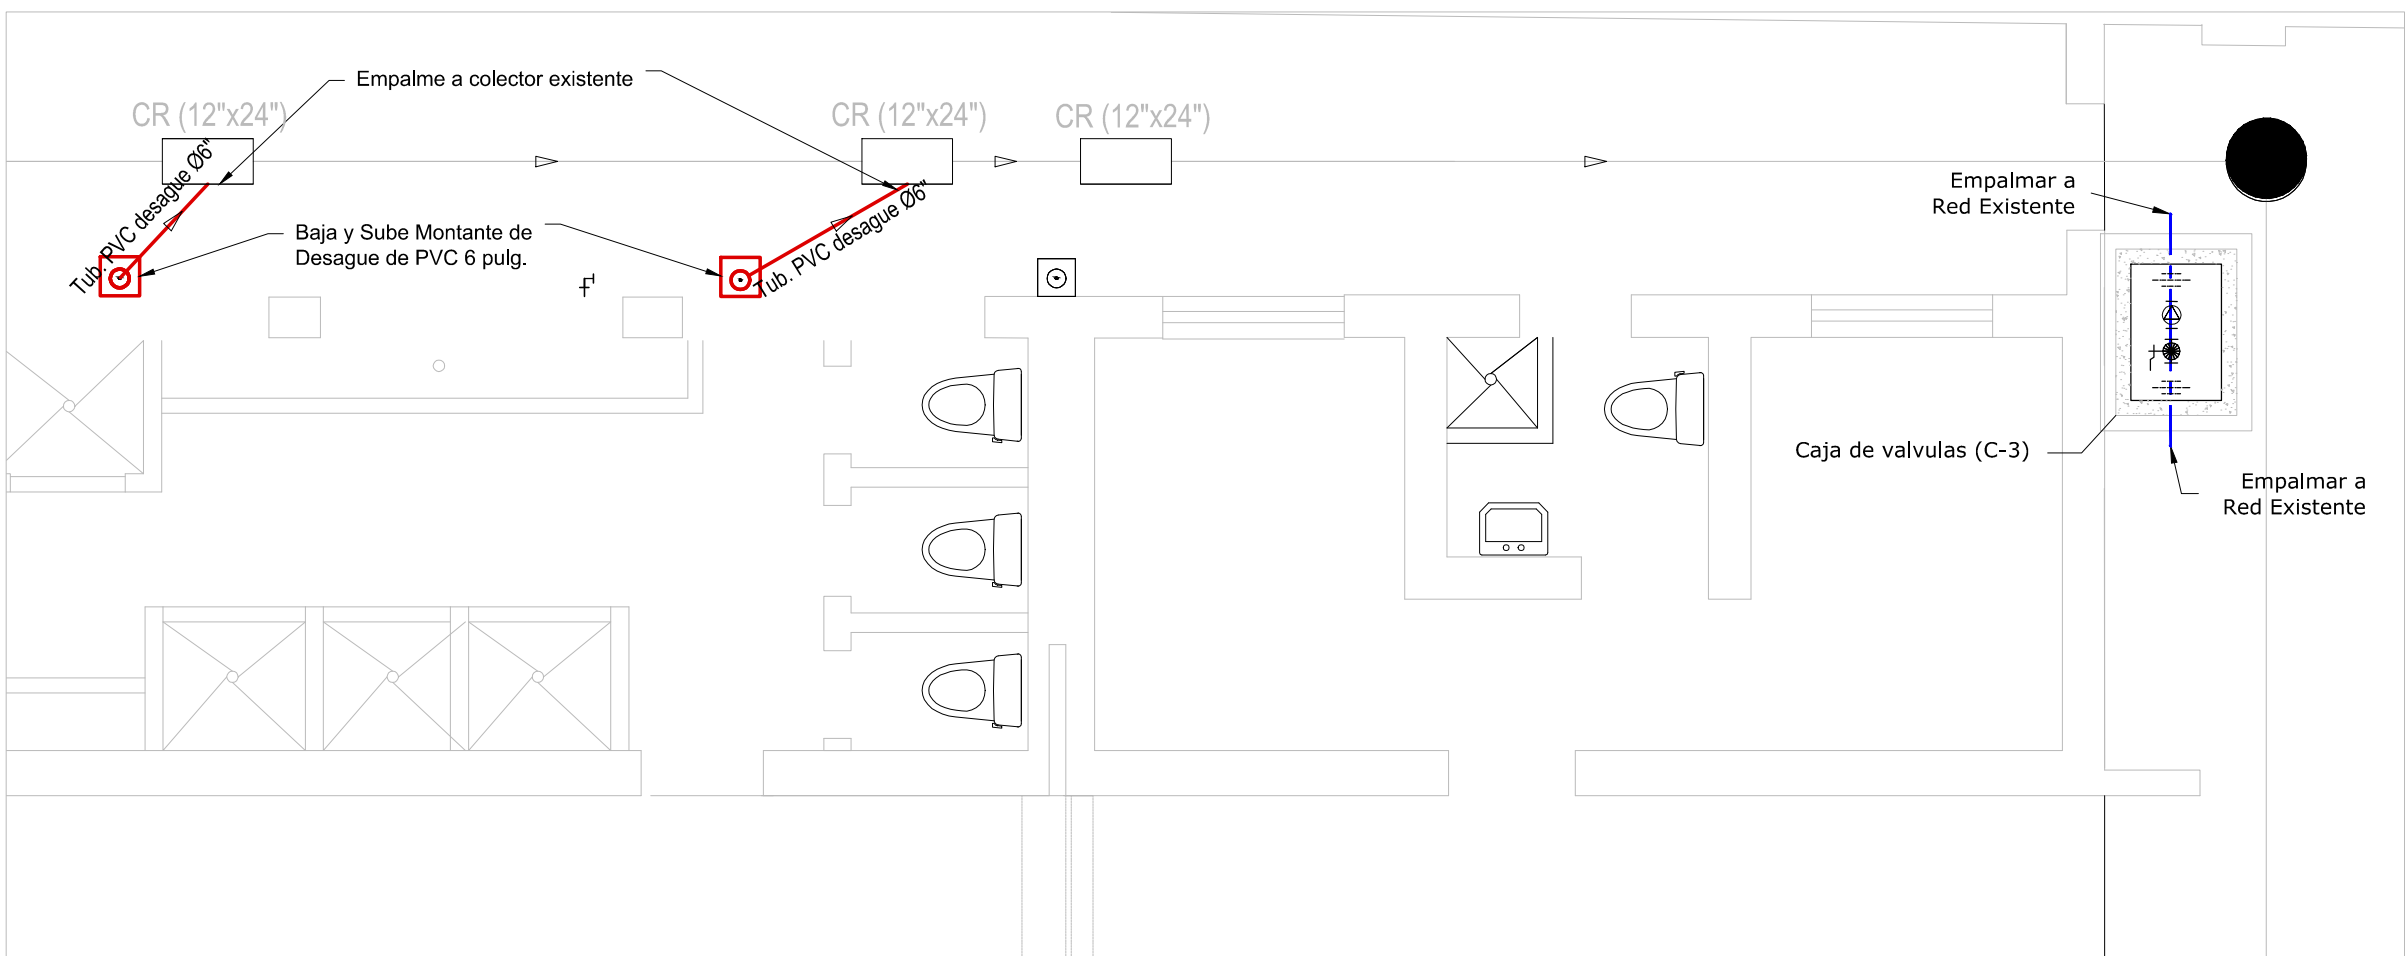 Empalme a colector existente
CR (12"x24")
CR (12"x24")
CR (12"x24")
Tub. PVC desague Ø6"
Tub. PVC desague Ø6"
Baja y Sube Montante de
Desague de PVC 6 pulg.
Empalmar a
Red Existente
Caja de valvulas (C-3)
Empalmar a
Red Existente